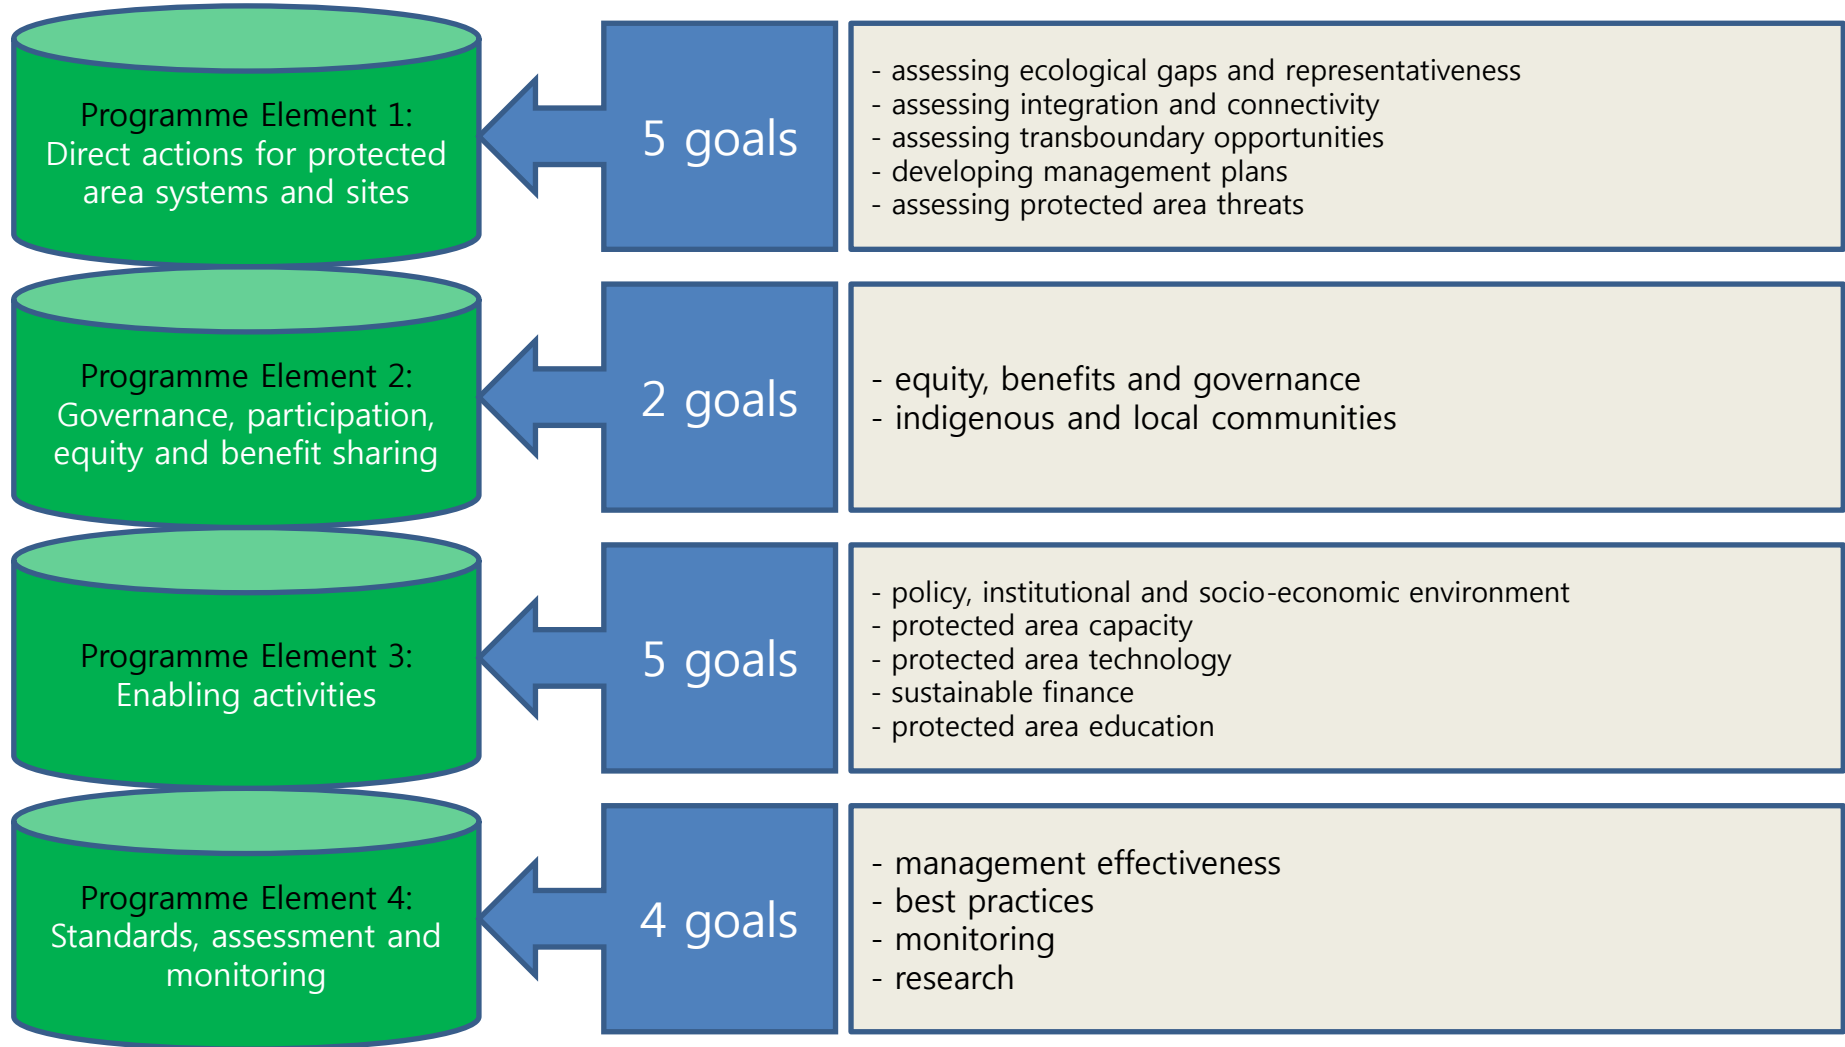 Programme Element 1:
Direct actions for protected
area systems and sites
5 goals
- assessing ecological gaps and representativeness
- assessing integration and connectivity
- assessing transboundary opportunities
- developing management plans
- assessing protected area threats
Programme Element 2:
Governance, participation,
equity and benefit sharing
2 goals
- equity, benefits and governance
- indigenous and local communities
Programme Element 3:
Enabling activities
5 goals
- policy, institutional and socio-economic environment
- protected area capacity
- protected area technology
- sustainable finance
- protected area education
Programme Element 4:
Standards, assessment and
monitoring
4 goals
- management effectiveness
- best practices
- monitoring
- research